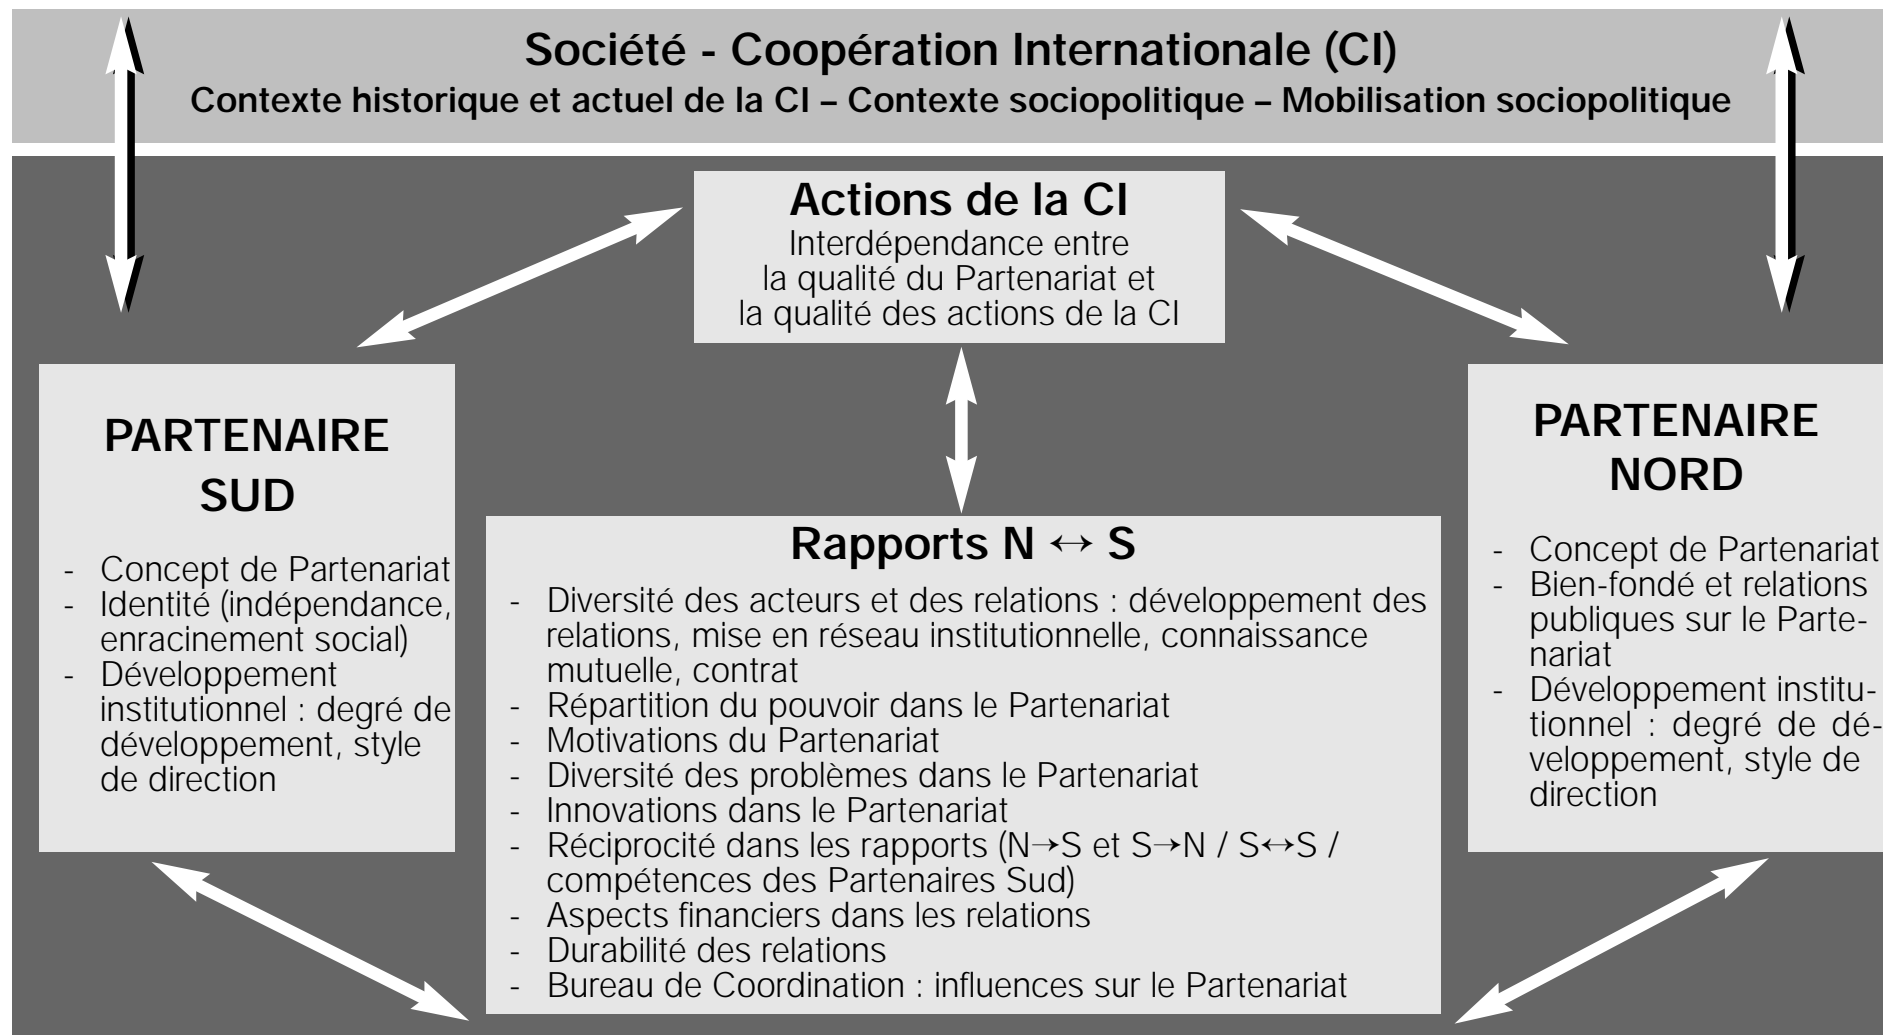 Société - Coopération Internationale (CI)
Contexte historique et actuel de la CI – Contexte sociopolitique – Mobilisation sociopolitique
Actions de la CI
Interdépendance entre
la qualité du Partenariat et
la qualité des actions de la CI
PARTENAIRE
SUD
- Concept de Partenariat
- Identité (indépendance,
enracinement social)
- Développement
institutionnel : degré de
développement, style
de direction
Rapports N ↔ S
- Diversité des acteurs et des relations : développement des
relations, mise en réseau institutionnelle, connaissance
mutuelle, contrat
- Répartition du pouvoir dans le Partenariat
- Motivations du Partenariat
- Diversité des problèmes dans le Partenariat
- Innovations dans le Partenariat
- Réciprocité dans les rapports (N→S et S→N / S↔S /
compétences des Partenaires Sud)
- Aspects financiers dans les relations
- Durabilité des relations
- Bureau de Coordination : influences sur le Partenariat
PARTENAIRE
NORD
- Concept de Partenariat
- Bien-fondé et relations
publiques sur le Parte-
nariat
- Développement institu-
tionnel : degré de dé-
veloppement, style de
direction